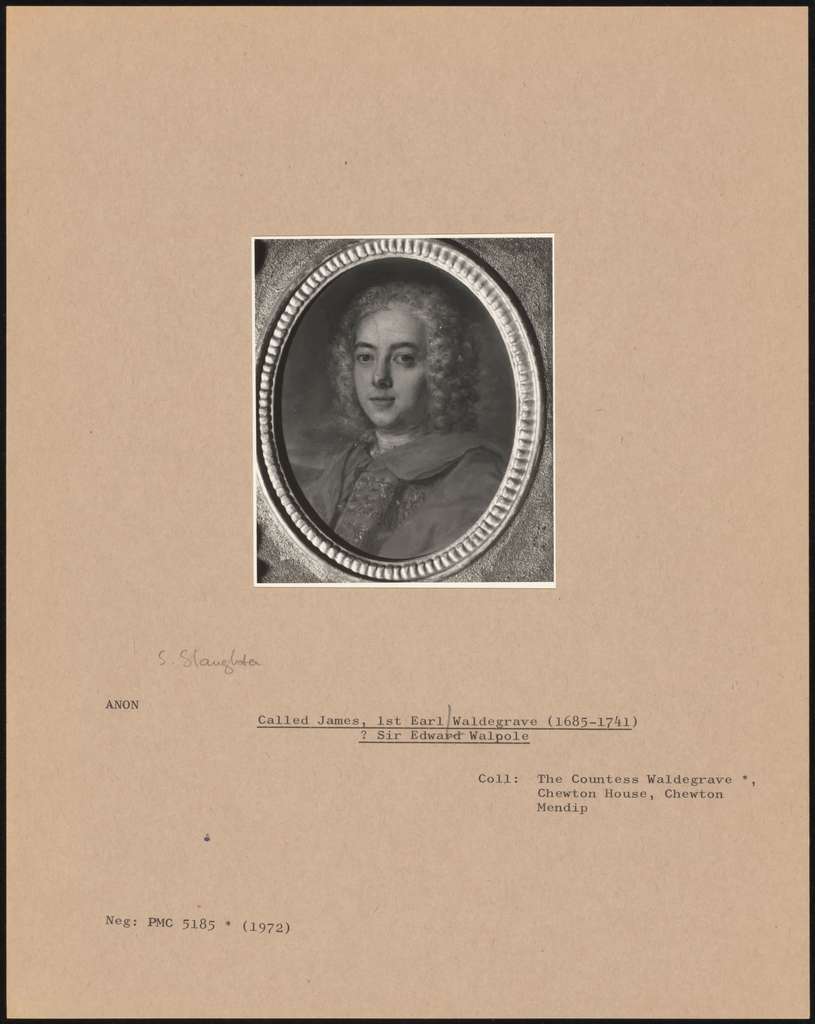 S. Slaughter
ANON
Called James, 1st Earl Waldegrave (1685-1741)
? Sir Edward Walpole
Coll: The Countess Waldegrave *,
Chewton House, Chewton
Mendip
Neg: PMC 5185 * (1972)